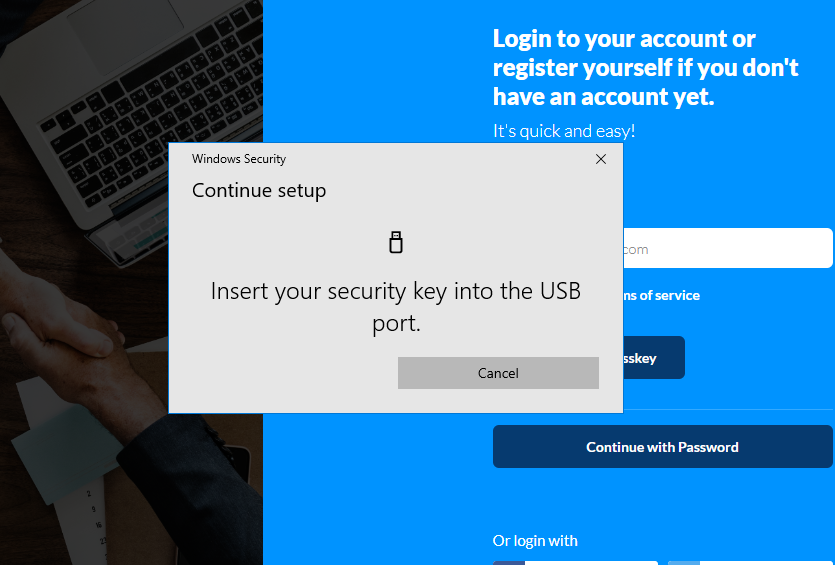 Login to your account or
register yourself if you don't
have an account yet.
It's quick and easy!
Windows Security
Continue setup
Insert your security key into the USB
port.
Cancel
.com
of service
Continue with Password
Or login with